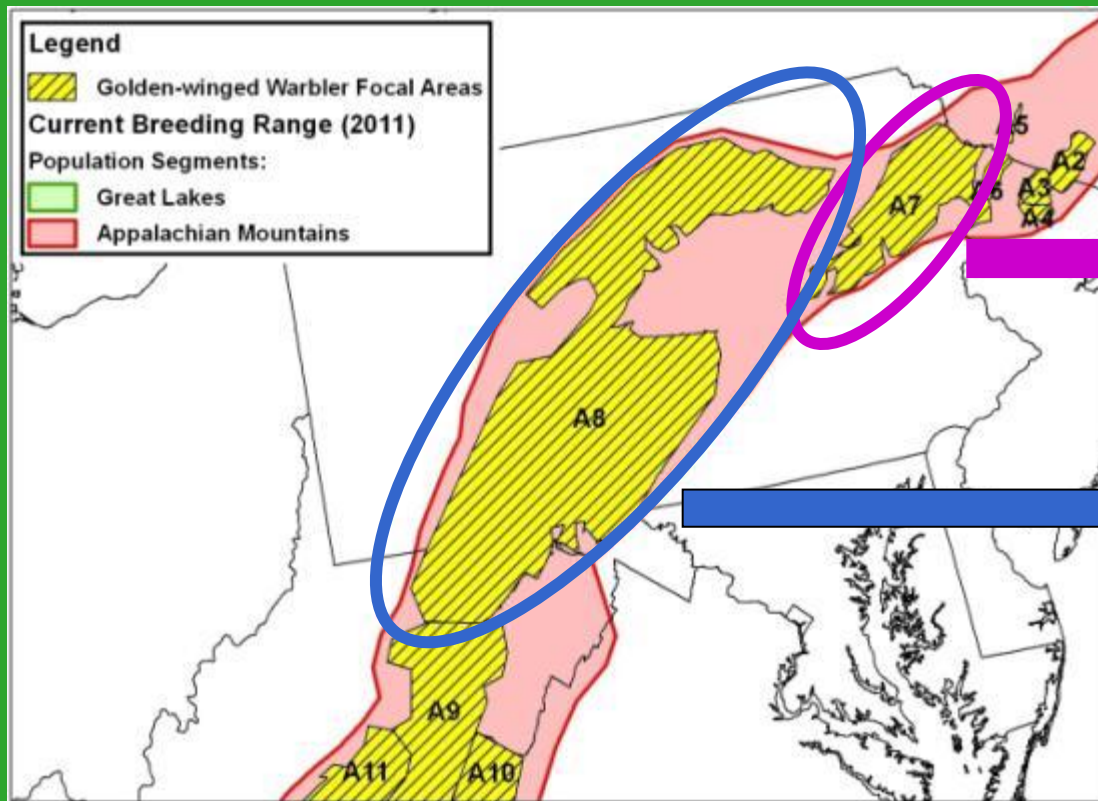 Legend
Golden-winged Warbler Focal Areas
Current Breeding Range (2011)
Population Segments:
Great Lakes
Appalachian Mountains
A5
A2
A3
A6
A7
A4
A8
A9
A11
A10